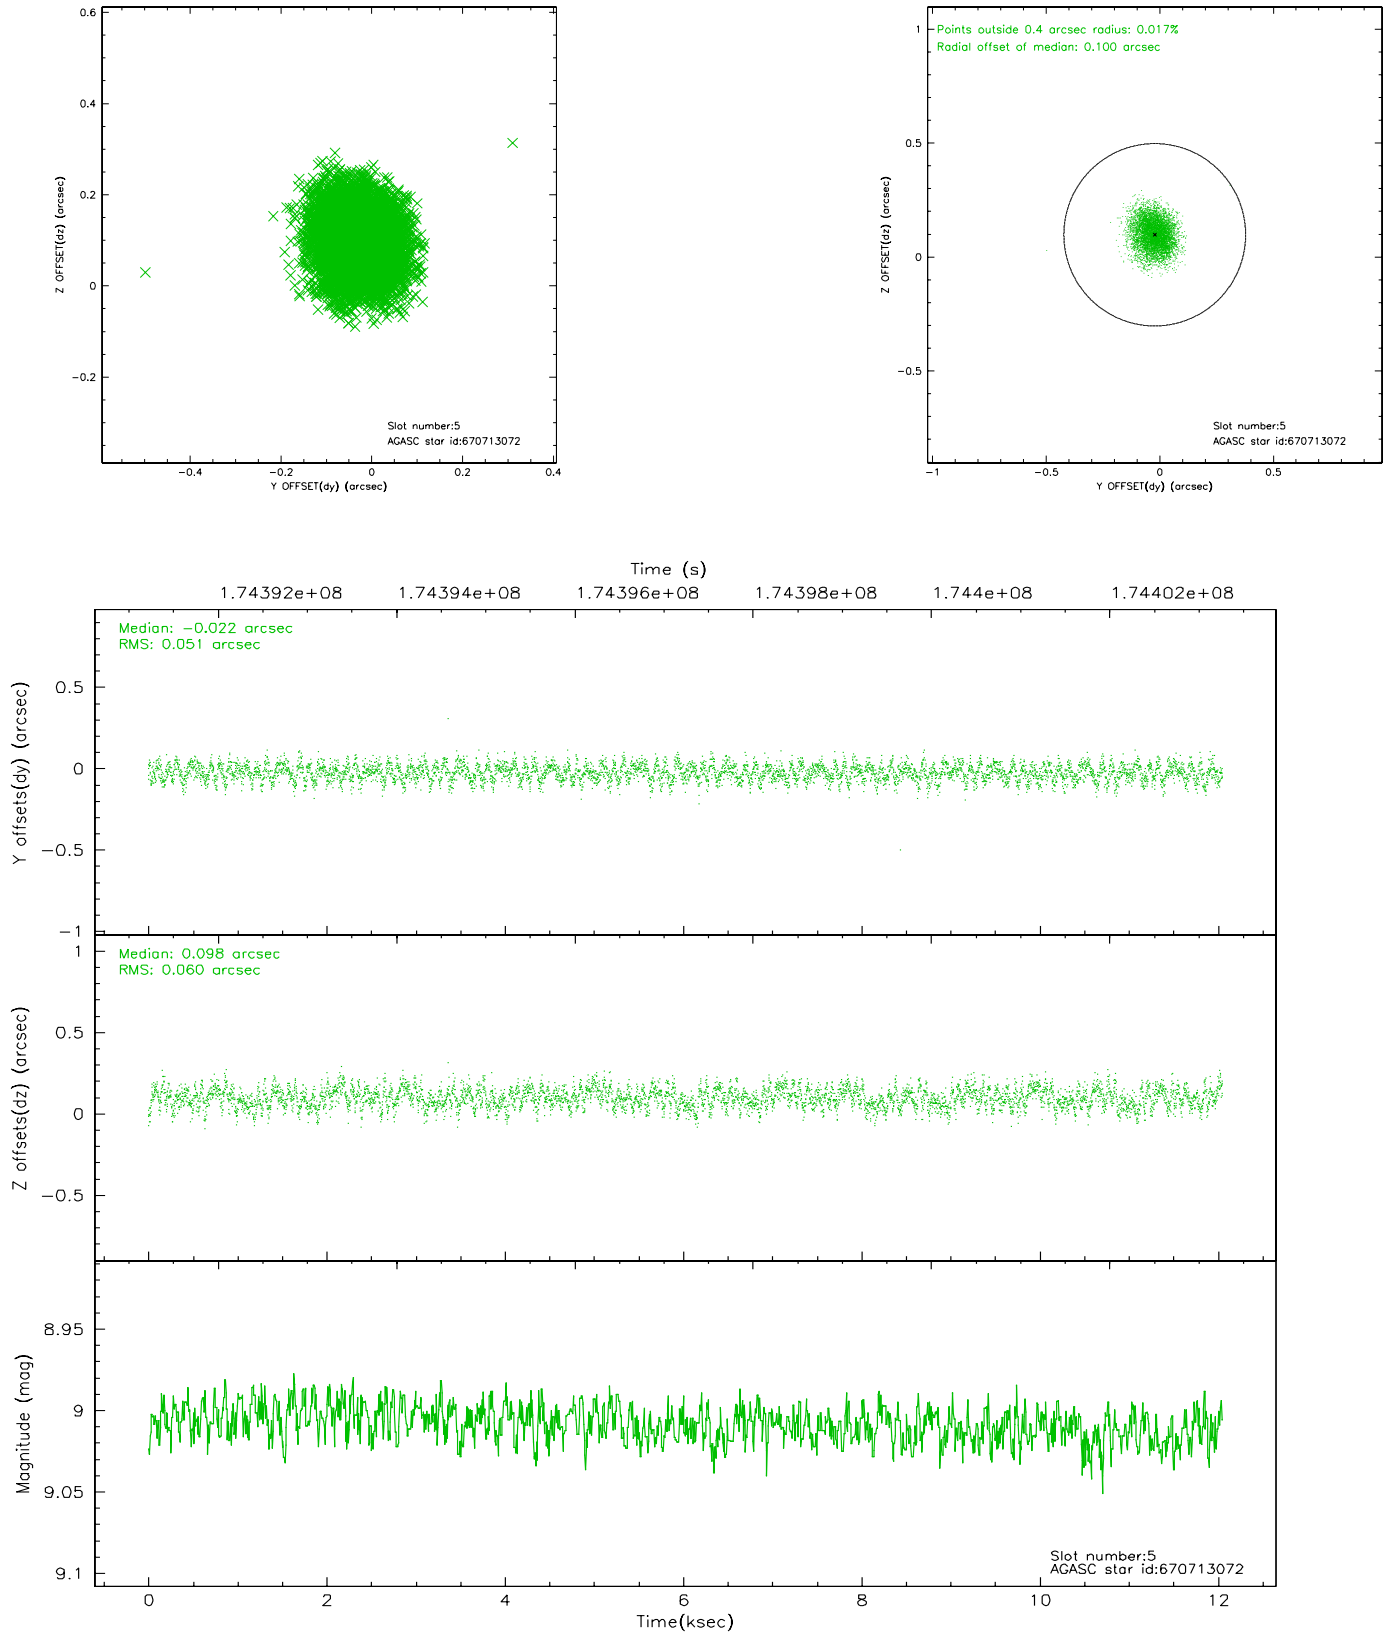 0.6
0.4
0.2
0
−0.2
Z OFFSET(dz) (arcsec)
Slot number:5
AGASC star id:670713072
−0.4 −0.2 0 0.2 0.4
Y OFFSET(dy) (arcsec)
Points outside 0.4 arcsec radius: 0.017%
Radial offset of median: 0.100 arcsec
1
0.5
0
−0.5
Z OFFSET(dz) (arcsec)
Slot number:5
AGASC star id:670713072
−1 −0.5 0 0.5
Y OFFSET(dy) (arcsec)
Time (s)
1.74392e+08 1.74394e+08 1.74396e+08 1.74398e+08 1.744e+08 1.74402e+08
Median: −0.022 arcsec
RMS: 0.051 arcsec
0.5
0
−0.5
−1
Y offsets(dy) (arcsec)
Median: 0.098 arcsec
RMS: 0.060 arcsec
1
0.5
0
−0.5
Z offsets(dz) (arcsec)
8.95
9
9.05
9.1
Magnitude (mag)
Slot number:5
AGASC star id:670713072
0 2 4 6 8 10 12
Time(ksec)